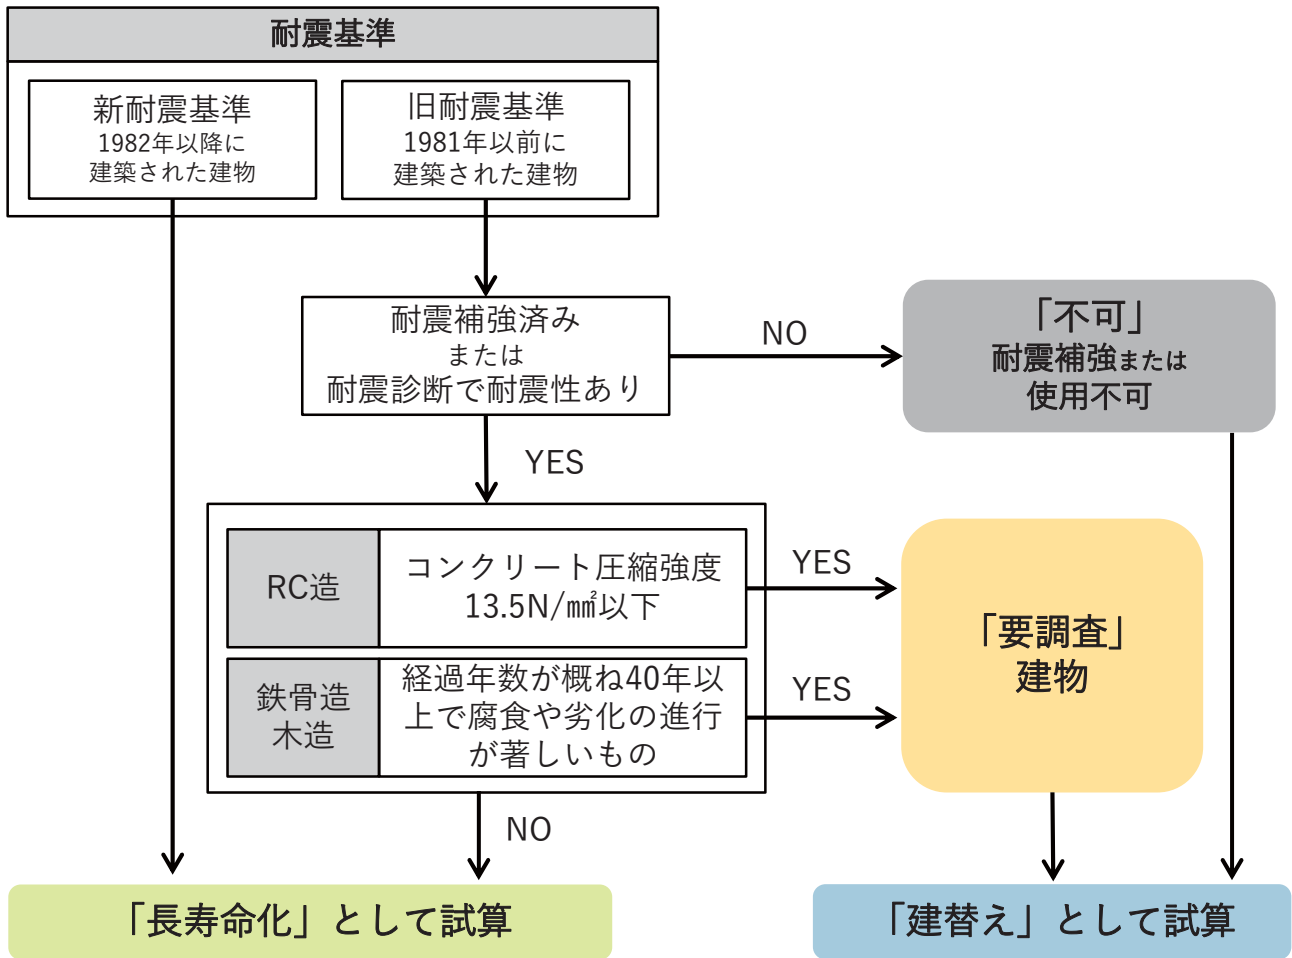 耐震基準
新耐震基準
1982年以降に
建築された建物
旧耐震基準
1981年以前に
建築された建物
耐震補強済み
または
耐震診断で耐震性あり
NO
「不可」
耐震補強または
使用不可
YES
RC造
コンクリート圧縮強度
13.5N/㎟以下
YES
鉄骨造
木造
経過年数が概ね40年以
上で腐食や劣化の進行
が著しいもの
YES
「要調査」
建物
NO
「長寿命化」として試算
「建替え」として試算